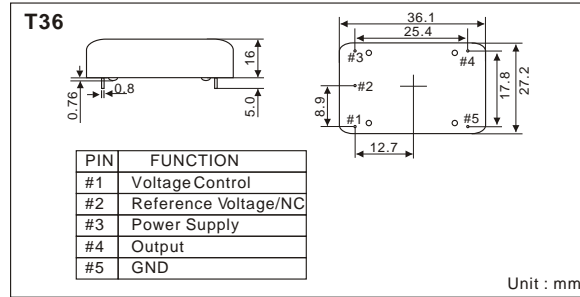 T36
36.1
25.4
#3
#4
16
0.76
0.8
5.0
#2
8.9
17.8
27.2
#1
#5
12.7
PIN FUNCTION
#1 Voltage Control
#2 Reference Voltage/NC
#3 Power Supply
#4 Output
#5 GND
Unit : mm